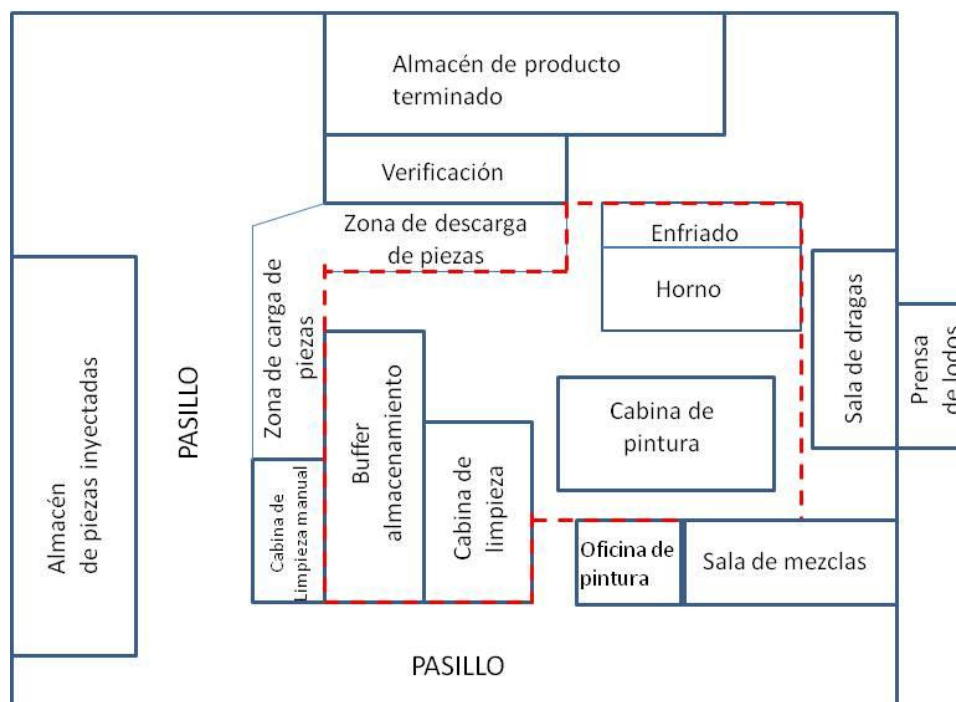 Almacén de producto
terminado
Verificación
Zona de descarga
de piezas
Enfriado
Horno
Zona de carga de
piezas
PASILLO
Almacén
de piezas inyectadas
Buffer
almacenamiento
Cabina de
limpieza
Cabina de
Limpieza manual
Cabina de
pintura
Sala de dragas
Prensa
de lodos
Oficina de
pintura
Sala de mezclas
PASILLO